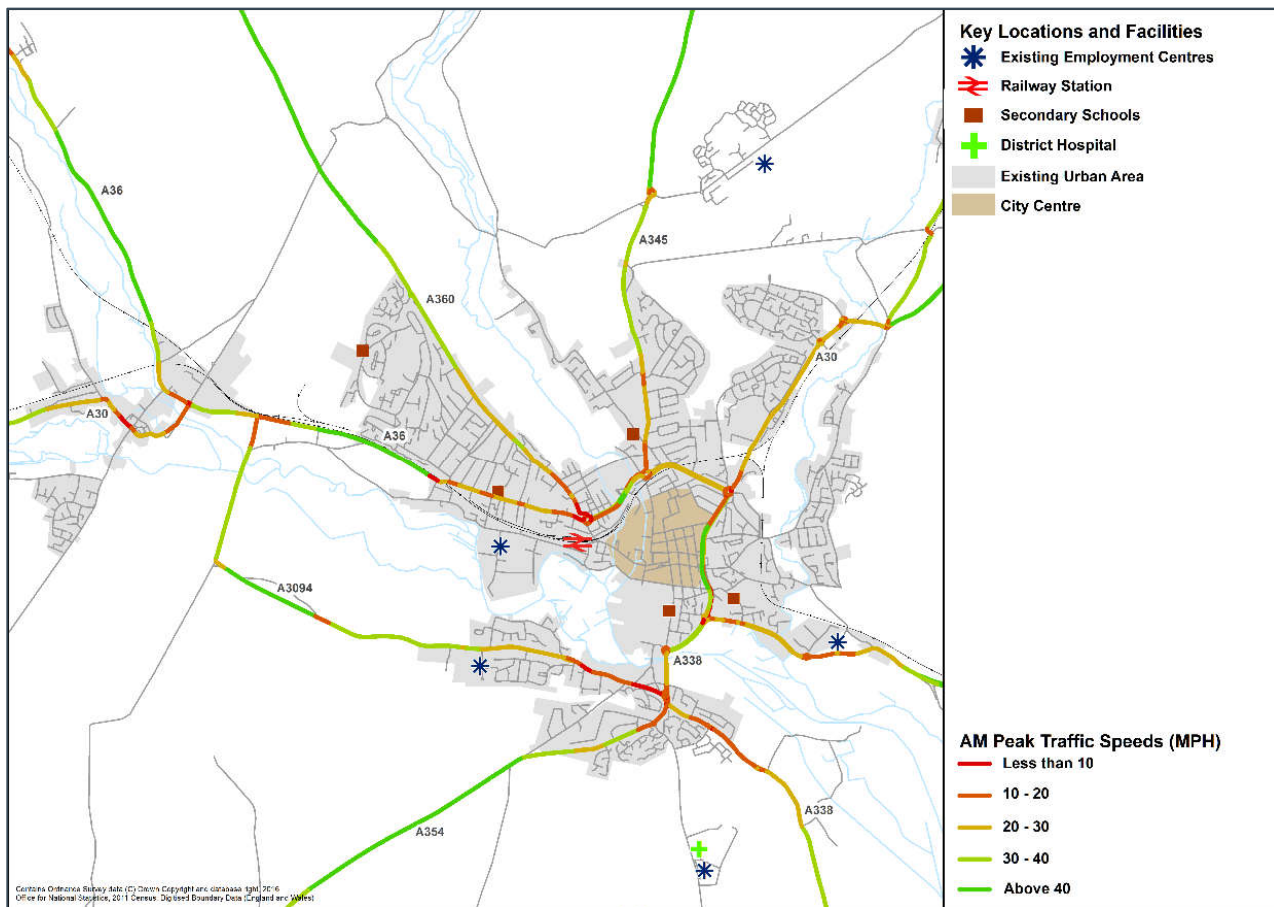 Key Locations and Facilities
Existing Employment Centres
Railway Station
Secondary Schools
District Hospital
Existing Urban Area
City Centre
A36
A345
A360
A30
A30
A36
A3094
A338
A354
A338
AM Peak Traffic Speeds (MPH)
Less than 10
10 - 20
20 - 30
30 - 40
Above 40
Contains Ordnance Survey data (C) Crown Copyright and database right, 2016
Office for National Statistics, 2011 Census, Digitised Boundary Data (England and Wales)